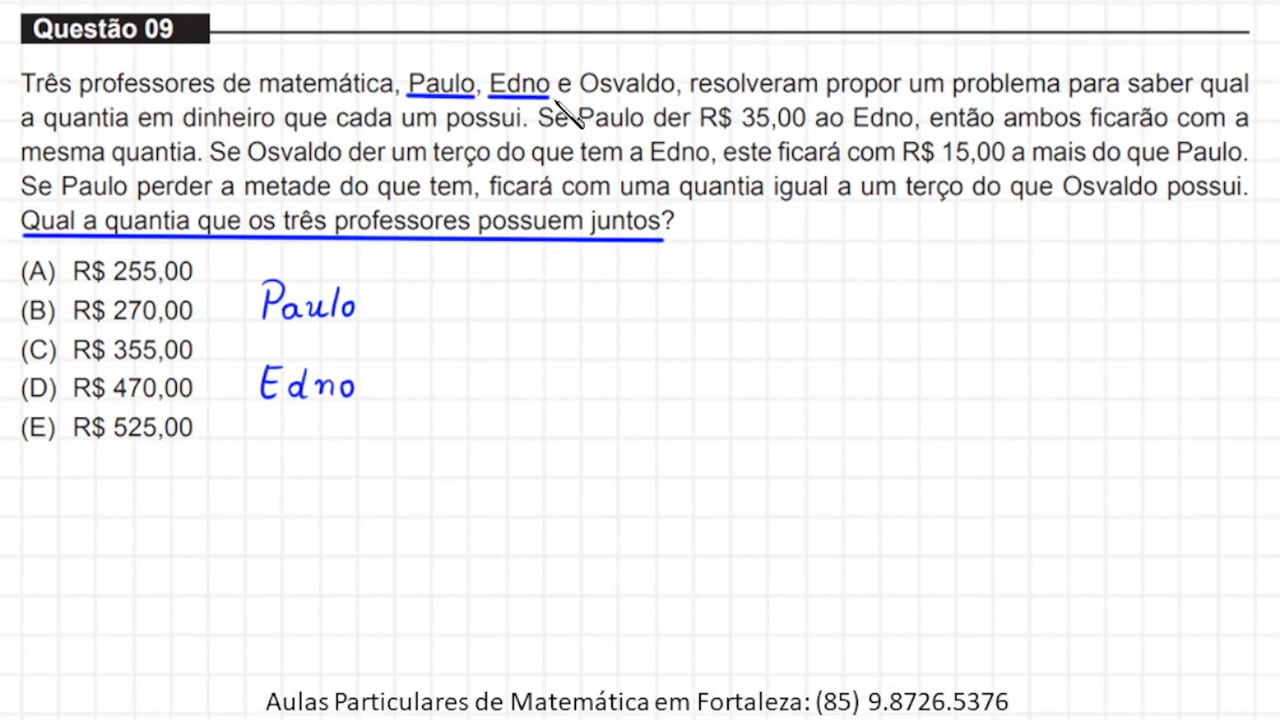 Questão 09
Três professores de matemática, Paulo, Edno e Osvaldo, resolveram propor um problema para saber qual
a quantia em dinheiro que cada um possui. Se Paulo der R$ 35,00 ao Edno, então ambos ficarão com a
mesma quantia. Se Osvaldo der um terço do que tem a Edno, este ficará com R$ 15,00 a mais do que Paulo.
Se Paulo perder a metade do que tem, ficará com uma quantia igual a um terço do que Osvaldo possui.
Qual a quantia que os três professores possuem juntos?
(A) R$ 255,00
(B) R$ 270,00
(C) R$ 355,00
(D) R$ 470,00
(E) R$ 525,00
Paulo
Edno
Aulas Particulares de Matemática em Fortaleza: (85) 9.8726.5376